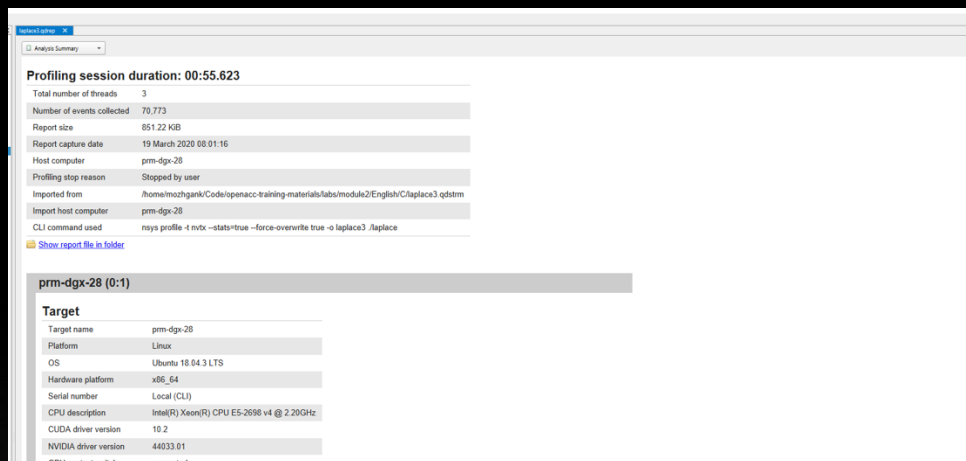 laplace3.qdrep
Analysis Summary
Profiling session duration: 00:55.623
Total number of threads 3
Number of events collected 70,773
Report size 851.22 KiB
Report capture date 19 March 2020 08:01:16
Host computer prm-dgx-28
Profiling stop reason Stopped by user
Imported from /home/mozhgank/Code/openacc-training-materials/labs/module2/English/C/laplace3.qdstrm
Import host computer prm-dgx-28
CLI command used nsys profile -t nvtx --stats=true --force-overwrite true -o laplace3 ./laplace
Show report file in folder
prm-dgx-28 (0:1)
Target
Target name prm-dgx-28
Platform Linux
OS Ubuntu 18.04.3 LTS
Hardware platform x86_64
Serial number Local (CLI)
CPU description Intel(R) Xeon(R) CPU E5-2698 v4 @ 2.20GHz
CUDA driver version 10.2
NVIDIA driver version 44033.01